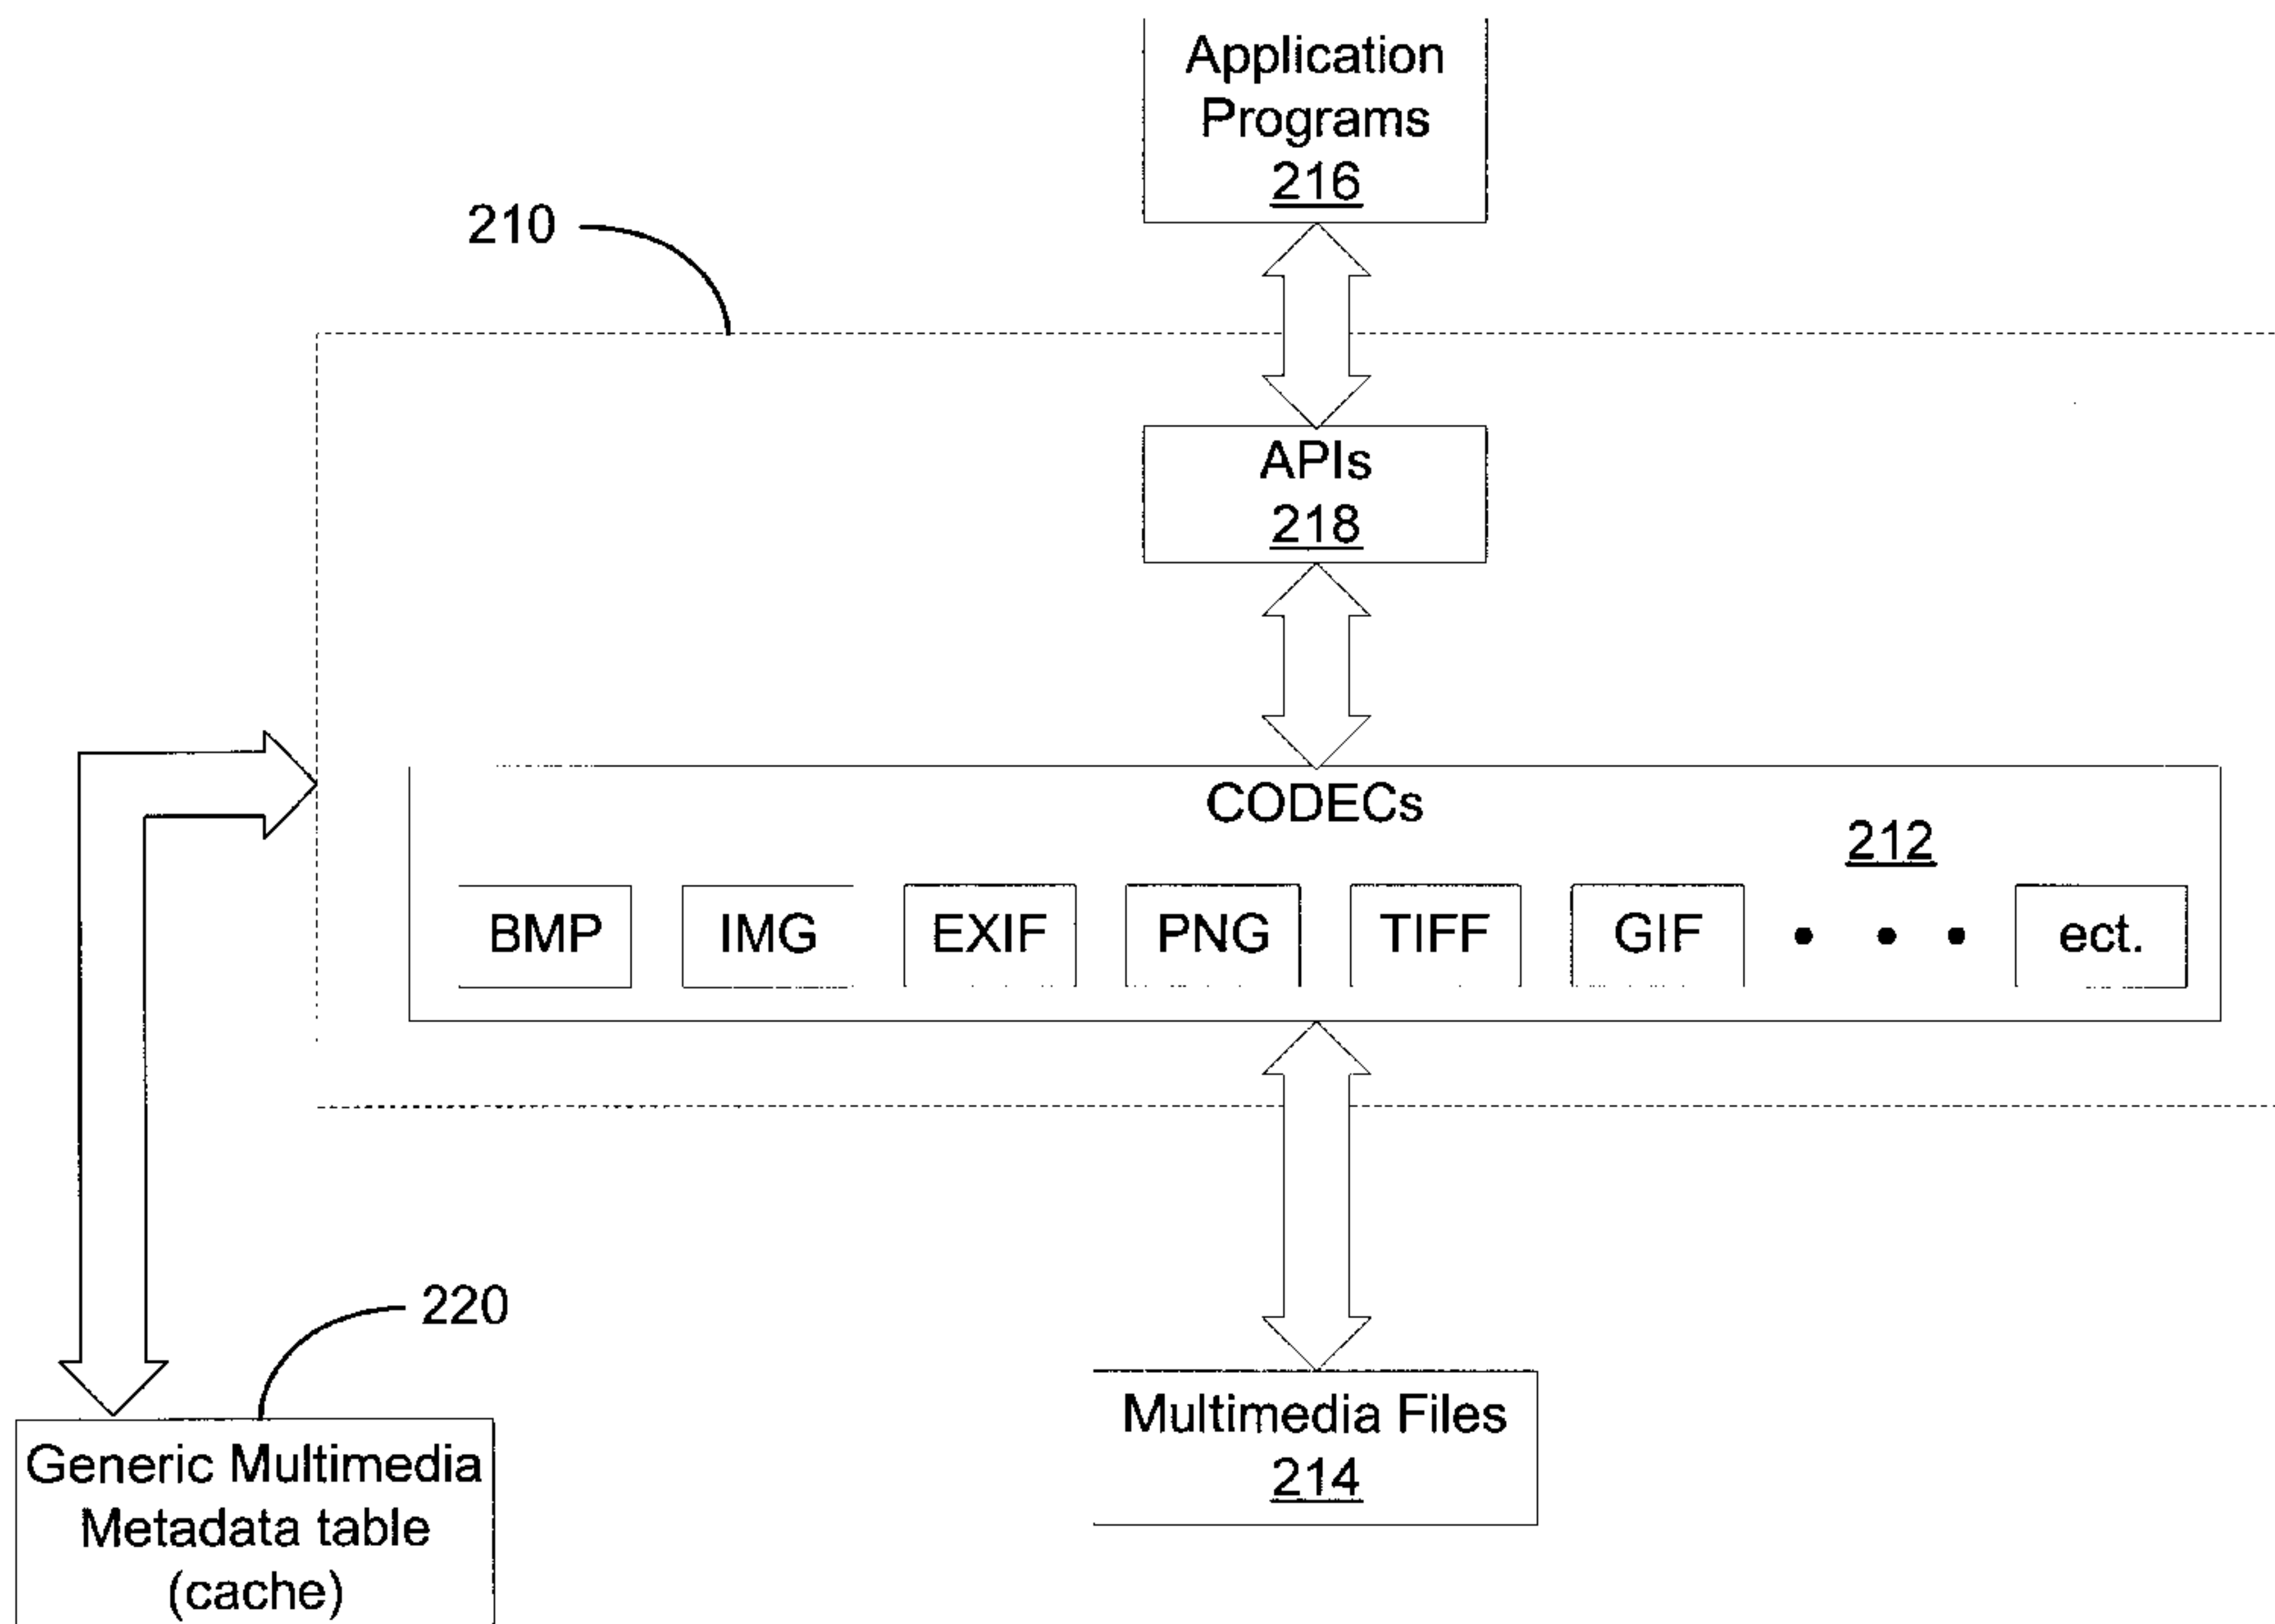 Application
Programs
216
210
APIs
218
CODECs
212
BMP IMG EXIF PNG TIFF GIF • • • ect.
220
Generic Multimedia
Metadata table
(cache)
Multimedia Files
214